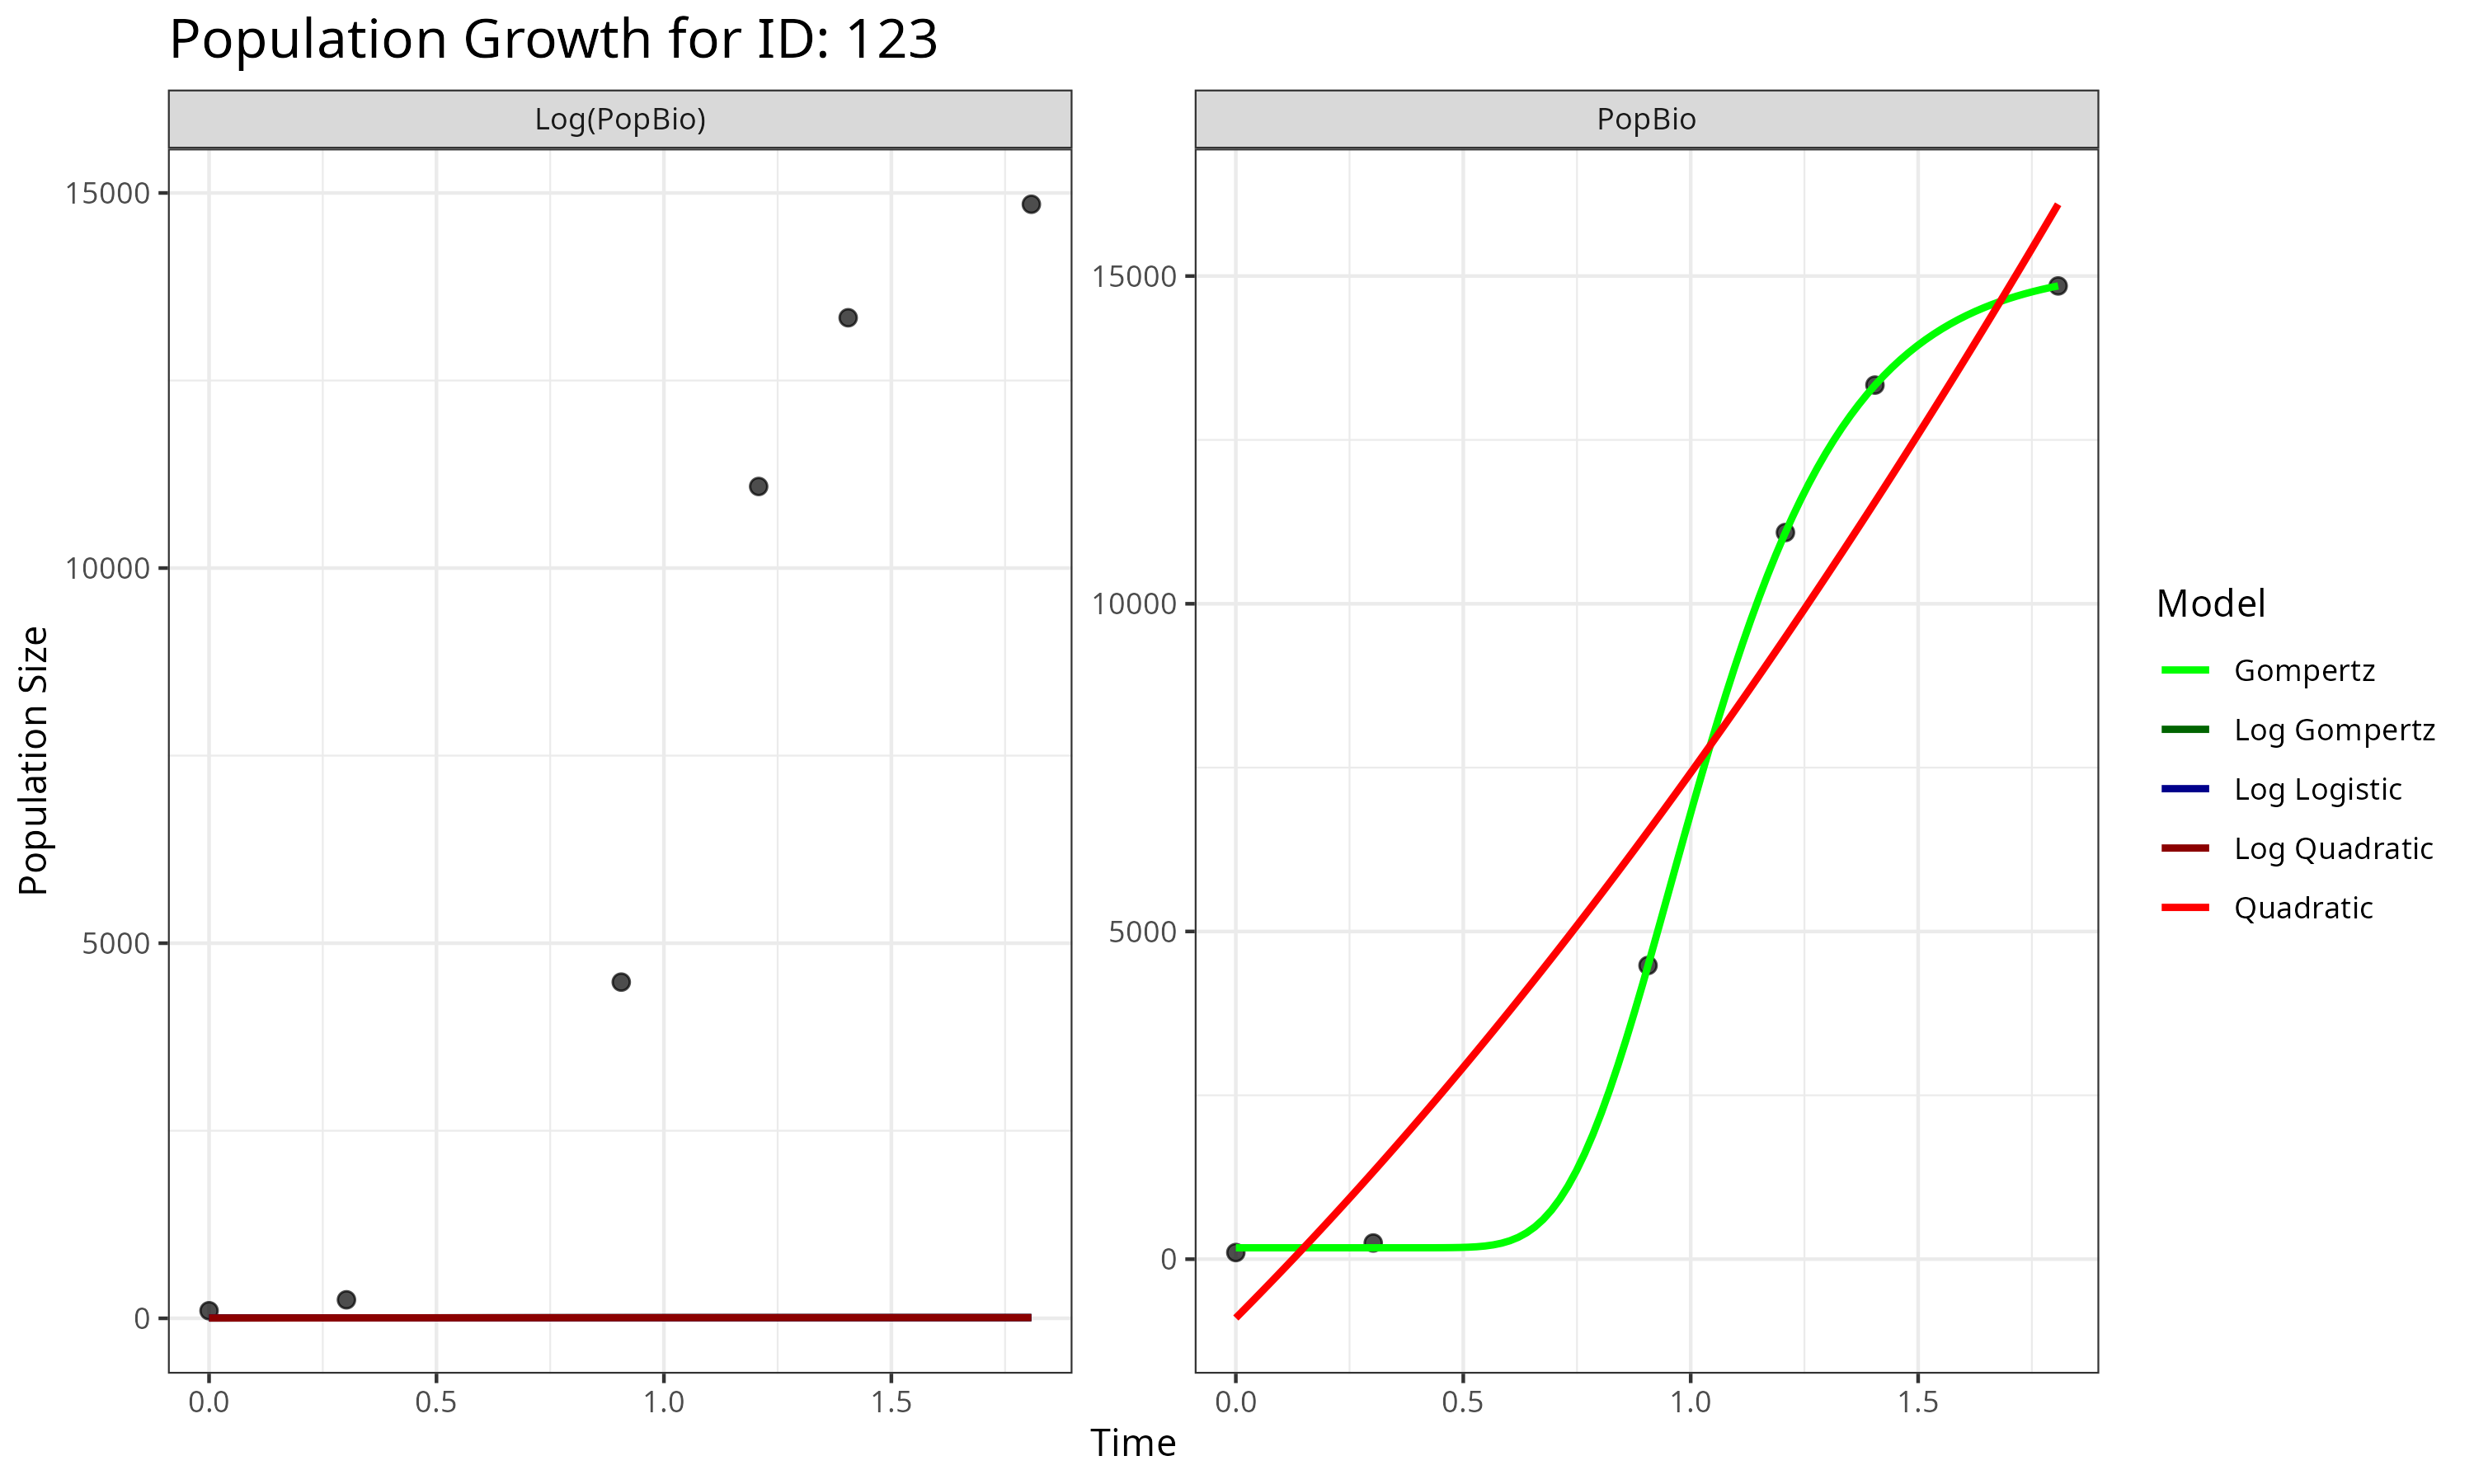 Population Growth for ID: 123
Log(PopBio)
PopBio
Population Size
15000
10000
5000
0
15000
10000
5000
0
0.0 0.5 1.0 1.5
0.0 0.5 1.0 1.5
Time
Model
Gompertz
Log Gompertz
Log Logistic
Log Quadratic
Quadratic